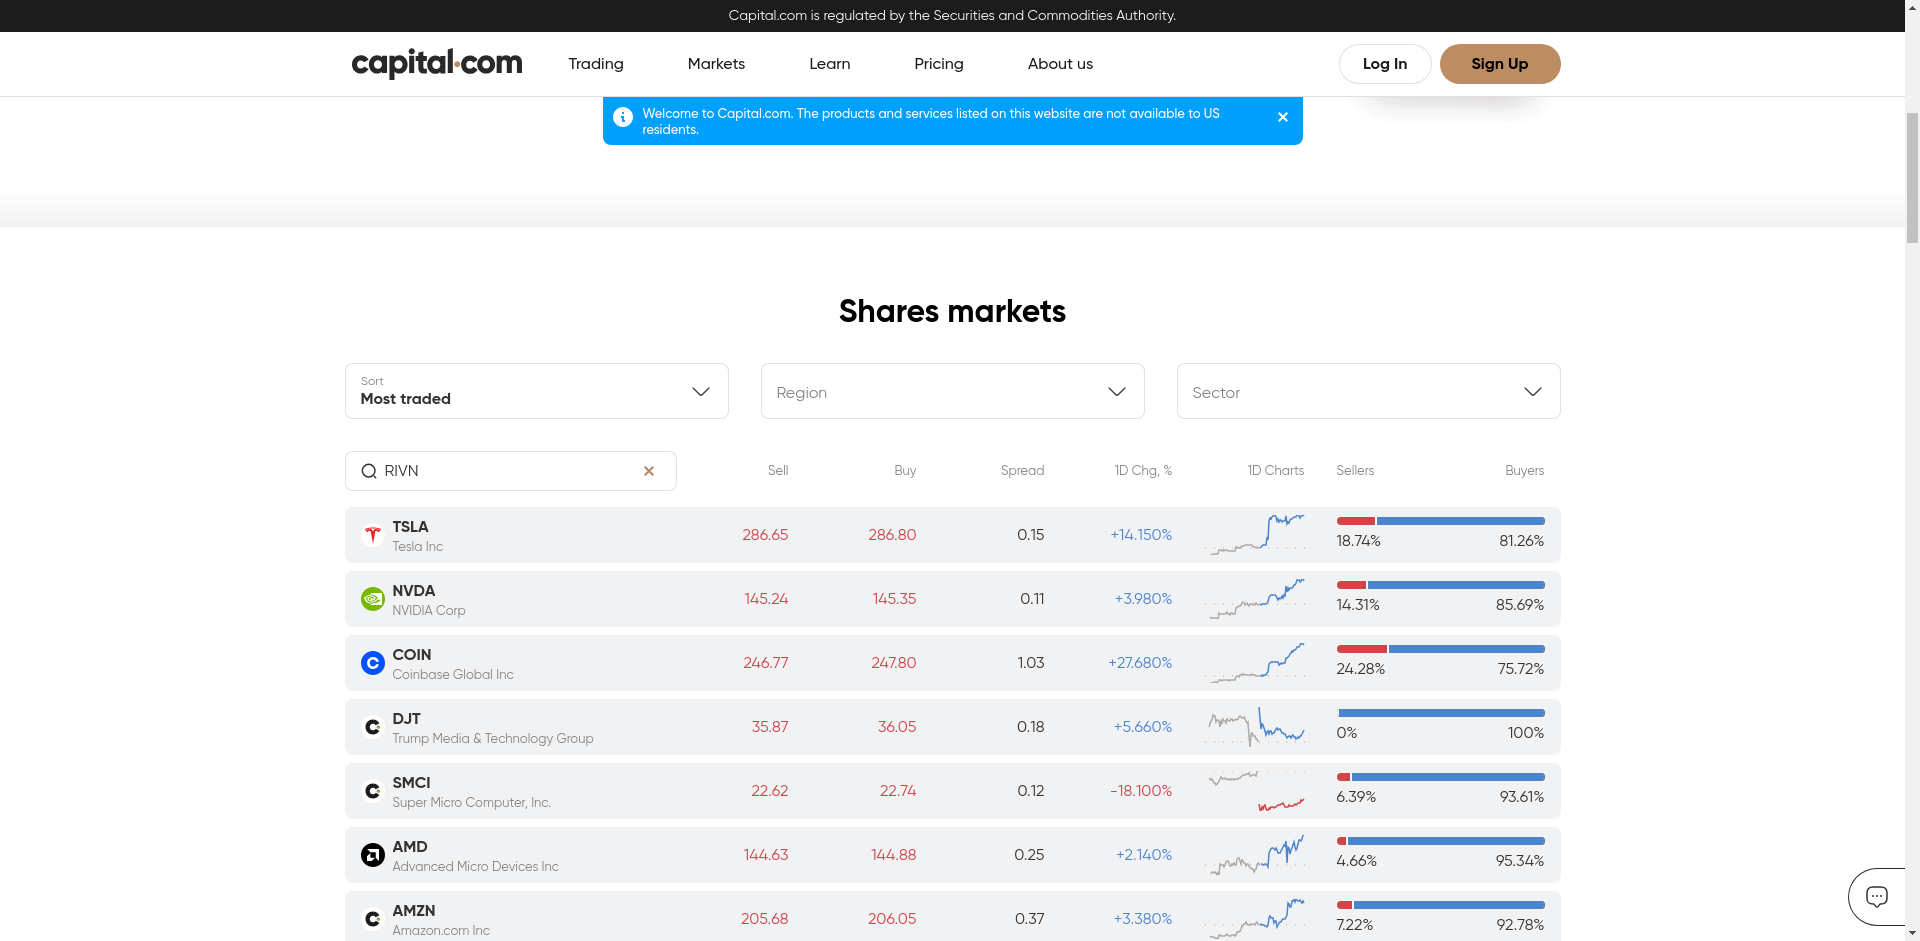 Capital.com is regulated by the Securities and Commodities Authority.
capital.com
Trading
Markets
Learn
Pricing
About us
Log In
Sign Up
Welcome to Capital.com. The products and services listed on this website are not available to US
residents.
Shares markets
Sort
Most traded
Region
Sector
RIVN
Sell
Buy
Spread
1D Chg, %
1D Charts
Sellers
Buyers
TSLA
Tesla Inc
286.65
286.80
0.15
+14.150%
18.74%
81.26%
NVDA
NVIDIA Corp
145.24
145.35
0.11
+3.980%
14.31%
85.69%
COIN
Coinbase Global Inc
246.77
247.80
1.03
+27.680%
24.28%
75.72%
DJT
Trump Media & Technology Group
35.87
36.05
0.18
+5.660%
0%
100%
SMCI
Super Micro Computer, Inc.
22.62
22.74
0.12
-18.100%
6.39%
93.61%
AMD
Advanced Micro Devices Inc
144.63
144.88
0.25
+2.140%
4.66%
95.34%
AMZN
Amazon.com Inc
205.68
206.05
0.37
+3.380%
7.22%
92.78%